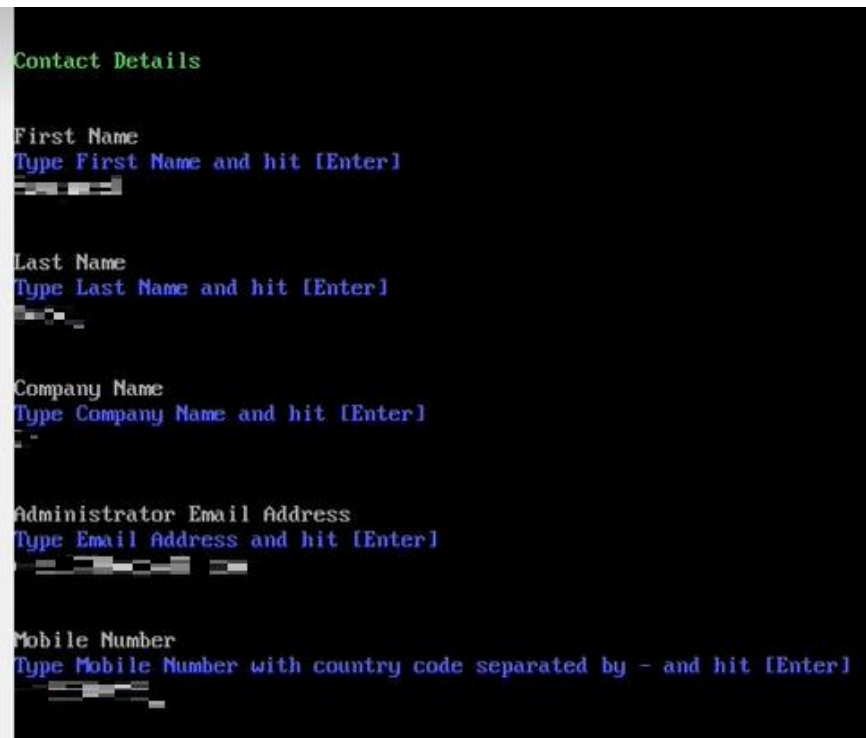 Contact Details
First Name
Type First Name and hit [Enter]
Last Name
Type Last Name and hit [Enter]
Company Name
Type Company Name and hit [Enter]
Administrator Email Address
Type Email Address and hit [Enter]
Mobile Number
Type Mobile Number with country code separated by - and hit [Enter]